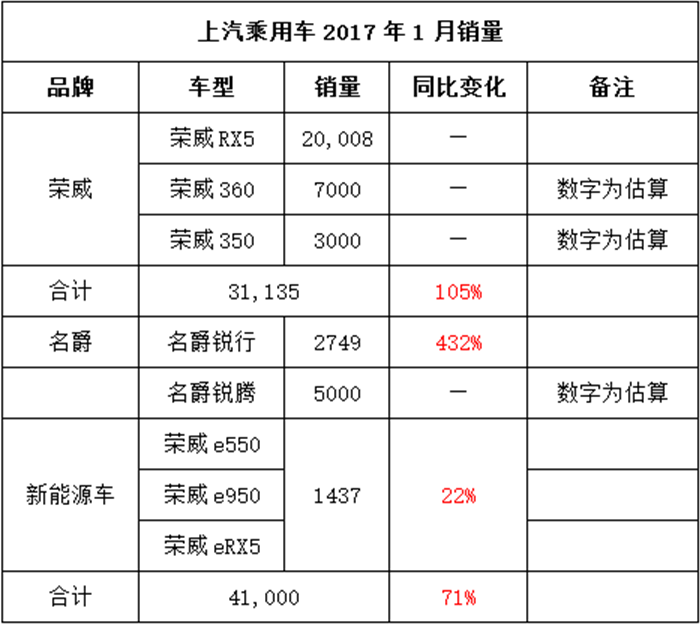 上汽乘用车 2017 年 1 月销量
品牌 车型 销量 同比变化 备注
荣威 荣威 RX5 20,008 —
荣威 360 7000 — 数字为估算
荣威 350 3000 — 数字为估算
合计 31,135 105%
名爵 名爵锐行 2749 432%
名爵锐腾 5000 — 数字为估算
新能源车 荣威 e550 1437 22%
荣威 e950
荣威 eRX5
合计 41,000 71%